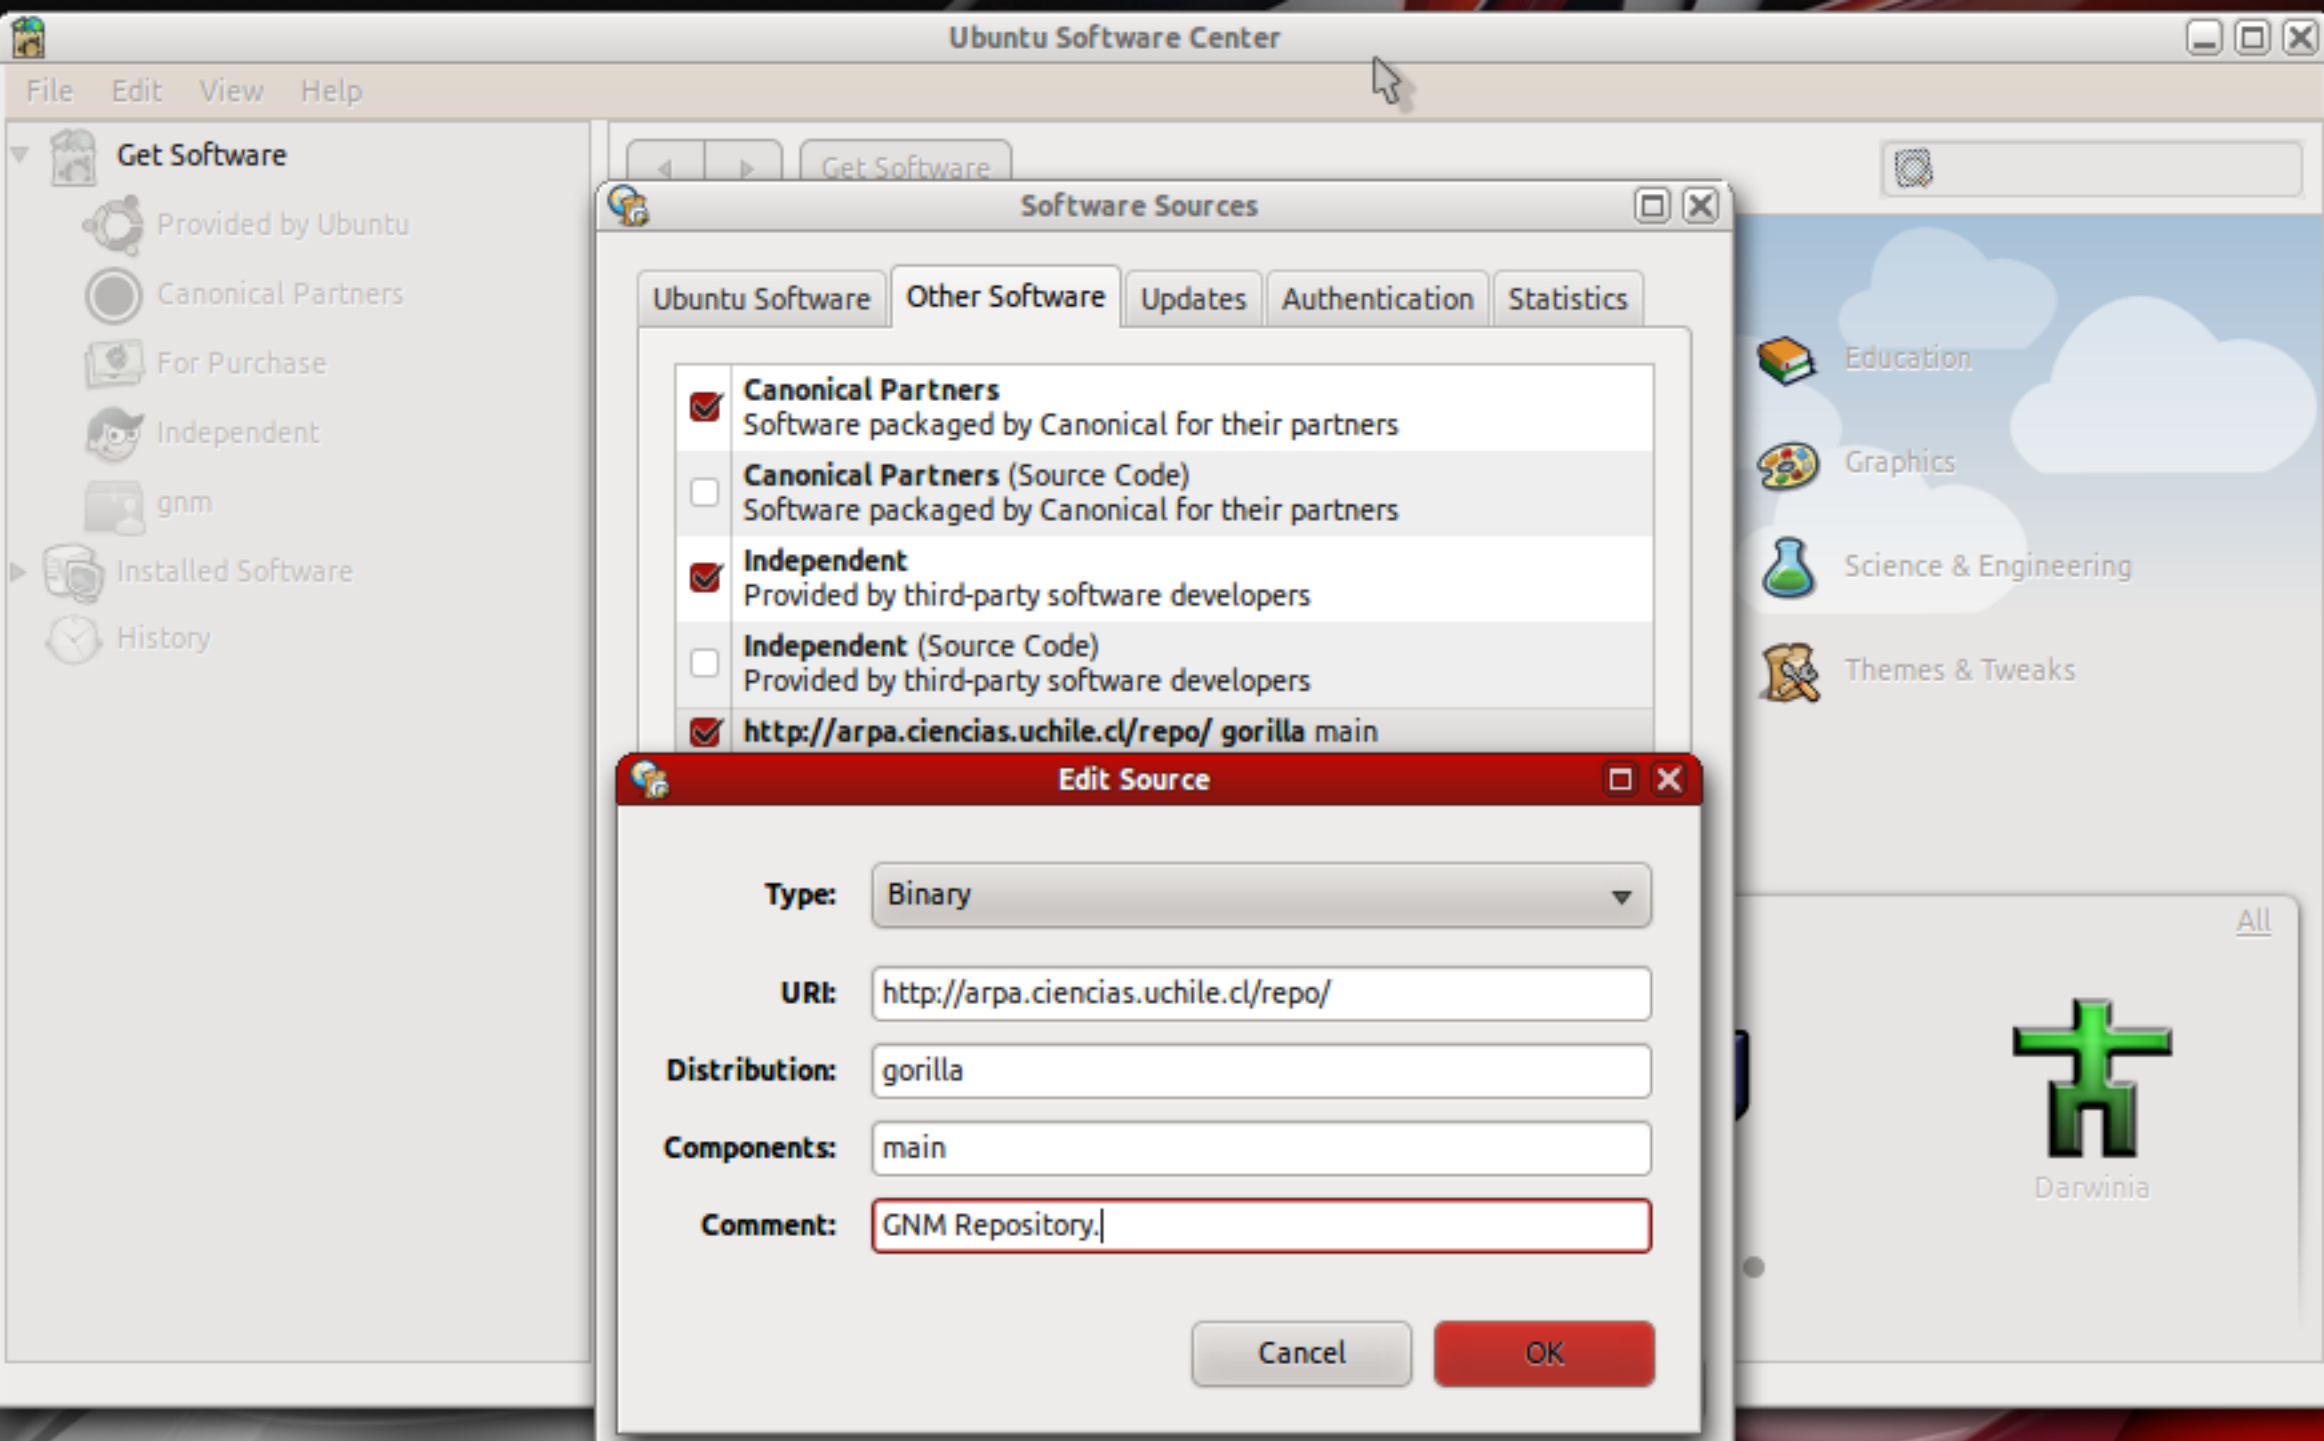 Ubuntu Software Center
File Edit View Help
Get Software
Provided by Ubuntu
Canonical Partners
For Purchase
Independent
gnm
Installed Software
History
Get Software
Software Sources
Ubuntu Software Other Software Updates Authentication Statistics
Canonical Partners
Software packaged by Canonical for their partners
Canonical Partners (Source Code)
Software packaged by Canonical for their partners
Independent
Provided by third-party software developers
Independent (Source Code)
Provided by third-party software developers
http://arpa.ciencias.uchile.cl/repo/ gorilla main
Edit Source
Type: Binary
URI: http://arpa.ciencias.uchile.cl/repo/
Distribution: gorilla
Components: main
Comment: GNM Repository.
Cancel OK
Education
Graphics
Science & Engineering
Themes & Tweaks
All
Darwinia